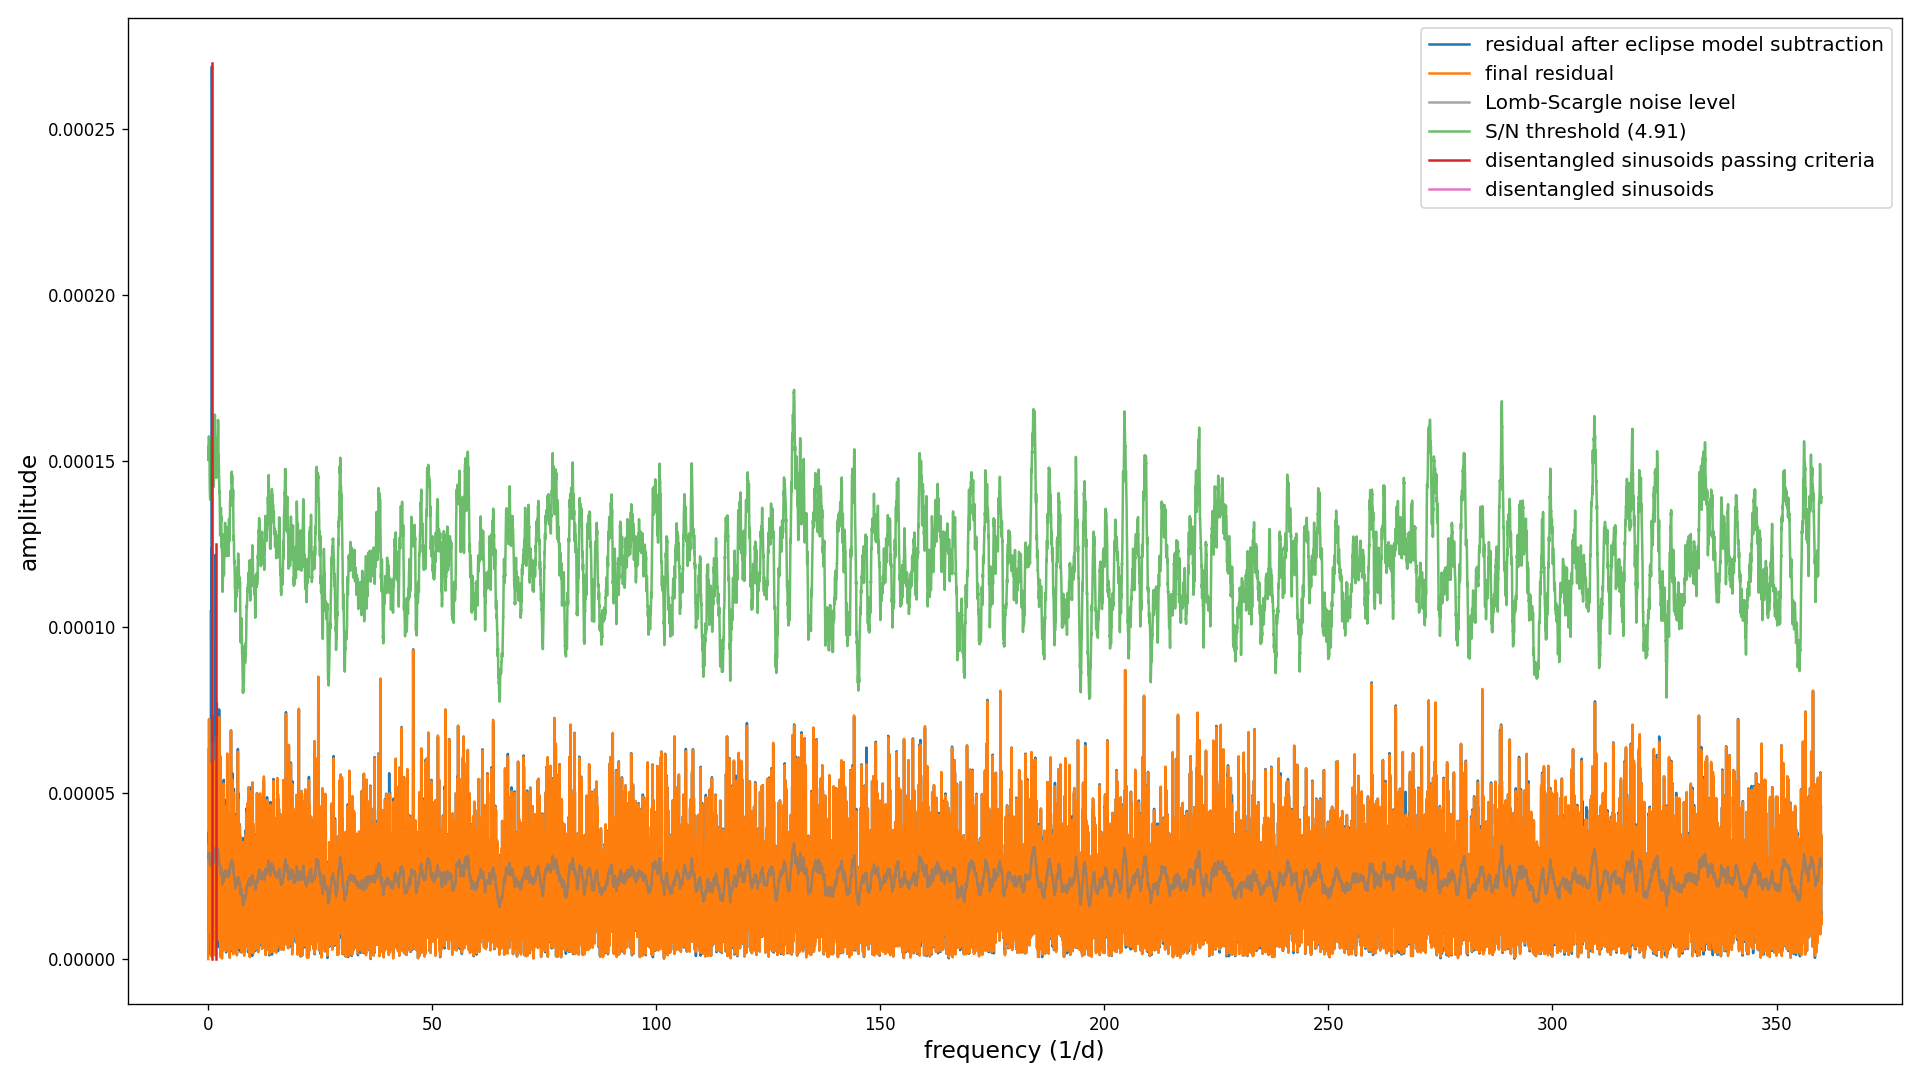 residual after eclipse model subtraction
final residual
Lomb-Scargle noise level
S/N threshold (4.91)
disentangled sinusoids passing criteria
disentangled sinusoids
amplitude
0.00025
0.00020
0.00015
0.00010
0.00005
0.00000
0 50 100 150 200 250 300 350
frequency (1/d)